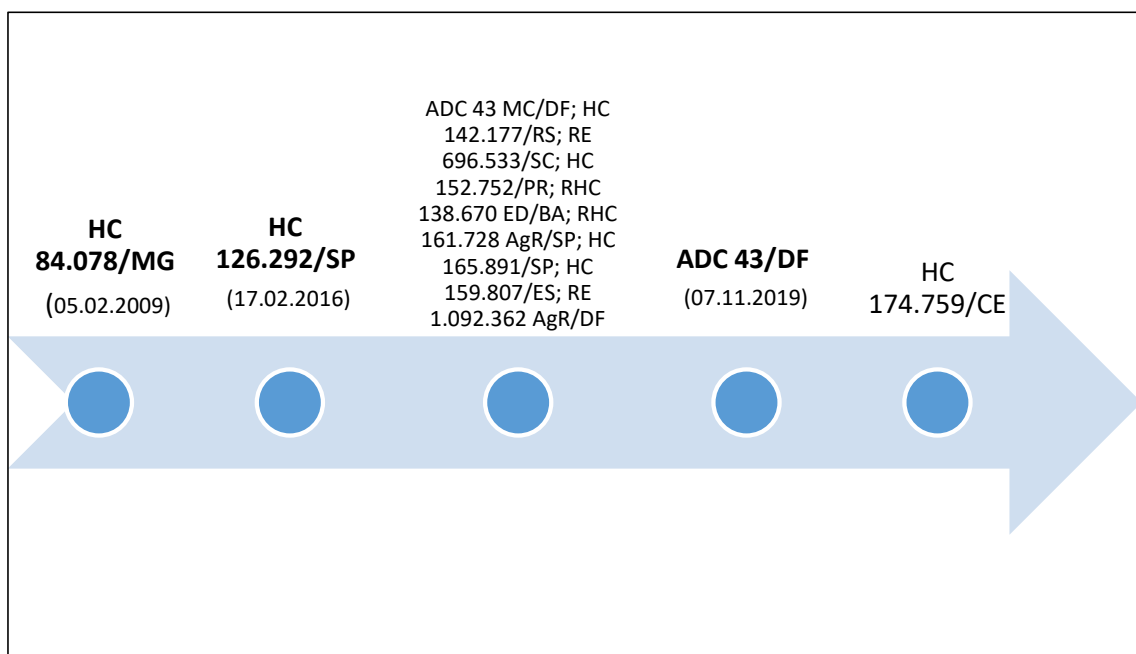 HC
84.078/MG
(05.02.2009)
HC
126.292/SP
(17.02.2016)
ADC 43 MC/DF; HC
142.177/RS; RE
696.533/SC; HC
152.752/PR; RHC
138.670 ED/BA; RHC
161.728 AgR/SP; HC
165.891/SP; HC
159.807/ES; RE
1.092.362 AgR/DF
ADC 43/DF
(07.11.2019)
HC
174.759/CE